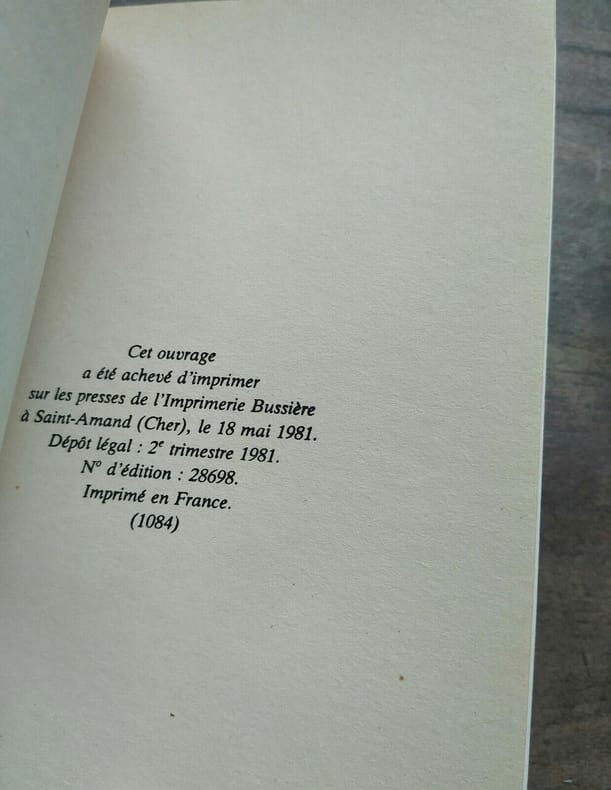 Cet ouvrage
a été achevé d'imprimer
sur les presses de l'Imprimerie Bussière
à Saint-Amand (Cher), le 18 mai 1981.
Dépôt légal : 2e trimestre 1981.
No d'édition : 28698.
Imprimé en France.
(1084)